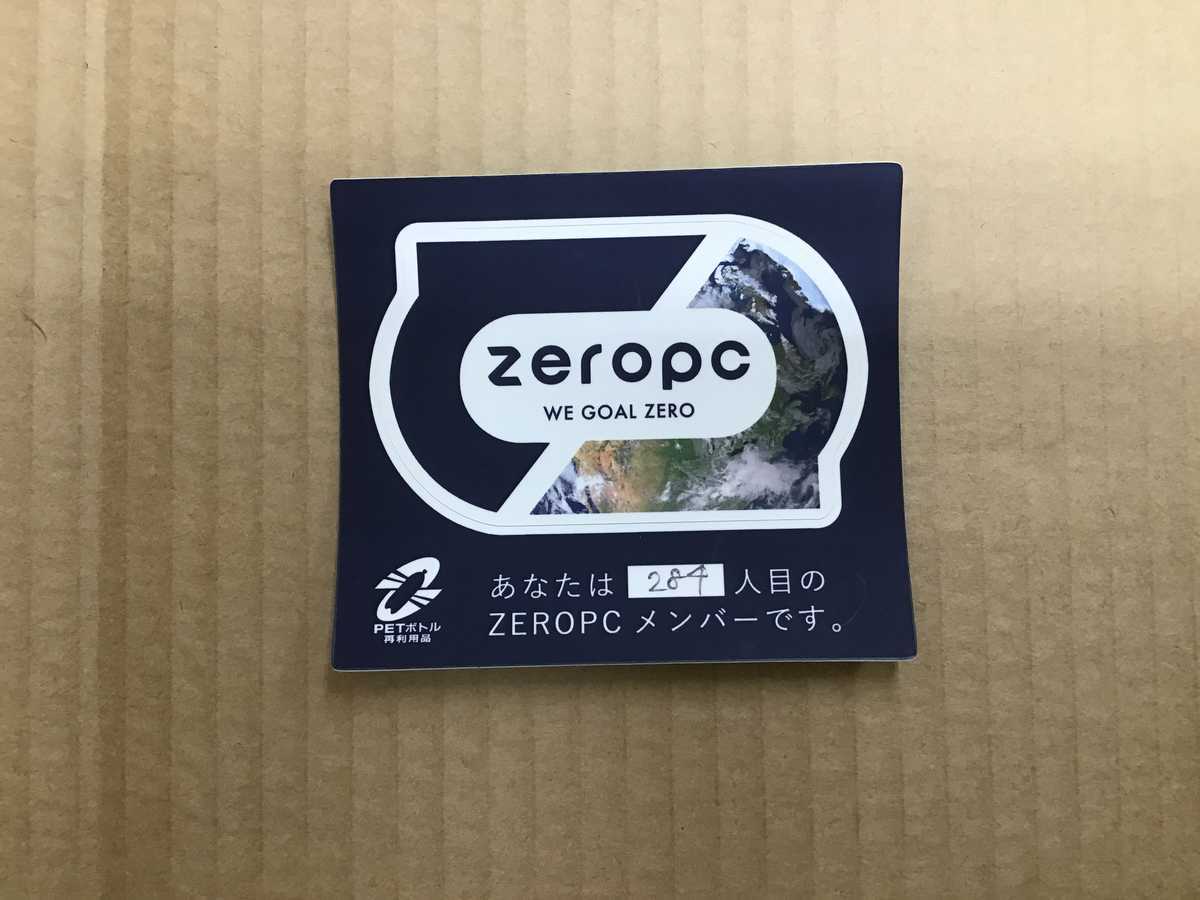 zeropc
WE GOAL ZERO
あなたは 284 人目の
ZEROPC メンバーです。
PETボトル
再利用品